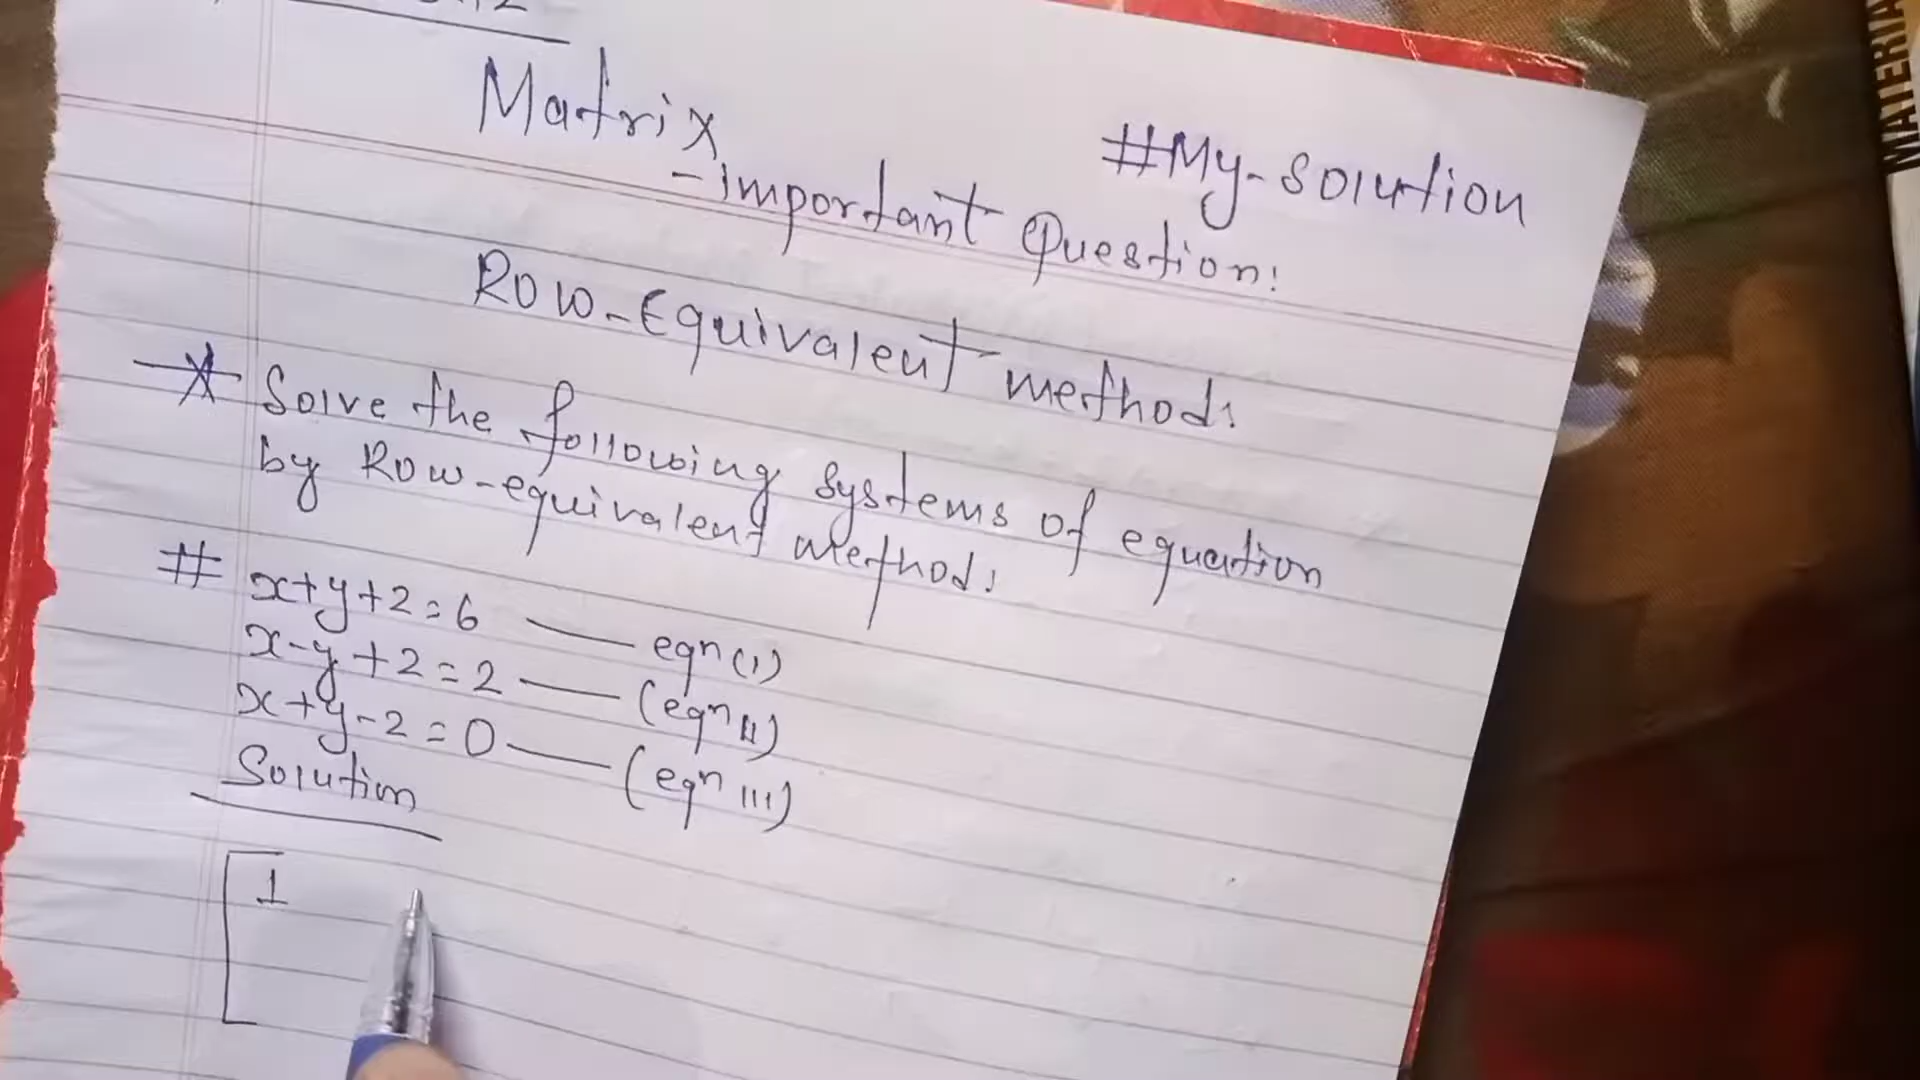 Matrix
#My-solution
-important Question:
Row-Equivalent method:
Solve the following systems of equation
by Row-equivalent method:
# x+y+z=6 —— eqn (i)
x-y+z=2 —— (eqn ii)
x+y-z=0 —— (eqn iii)
Solution
[1
MATERIA